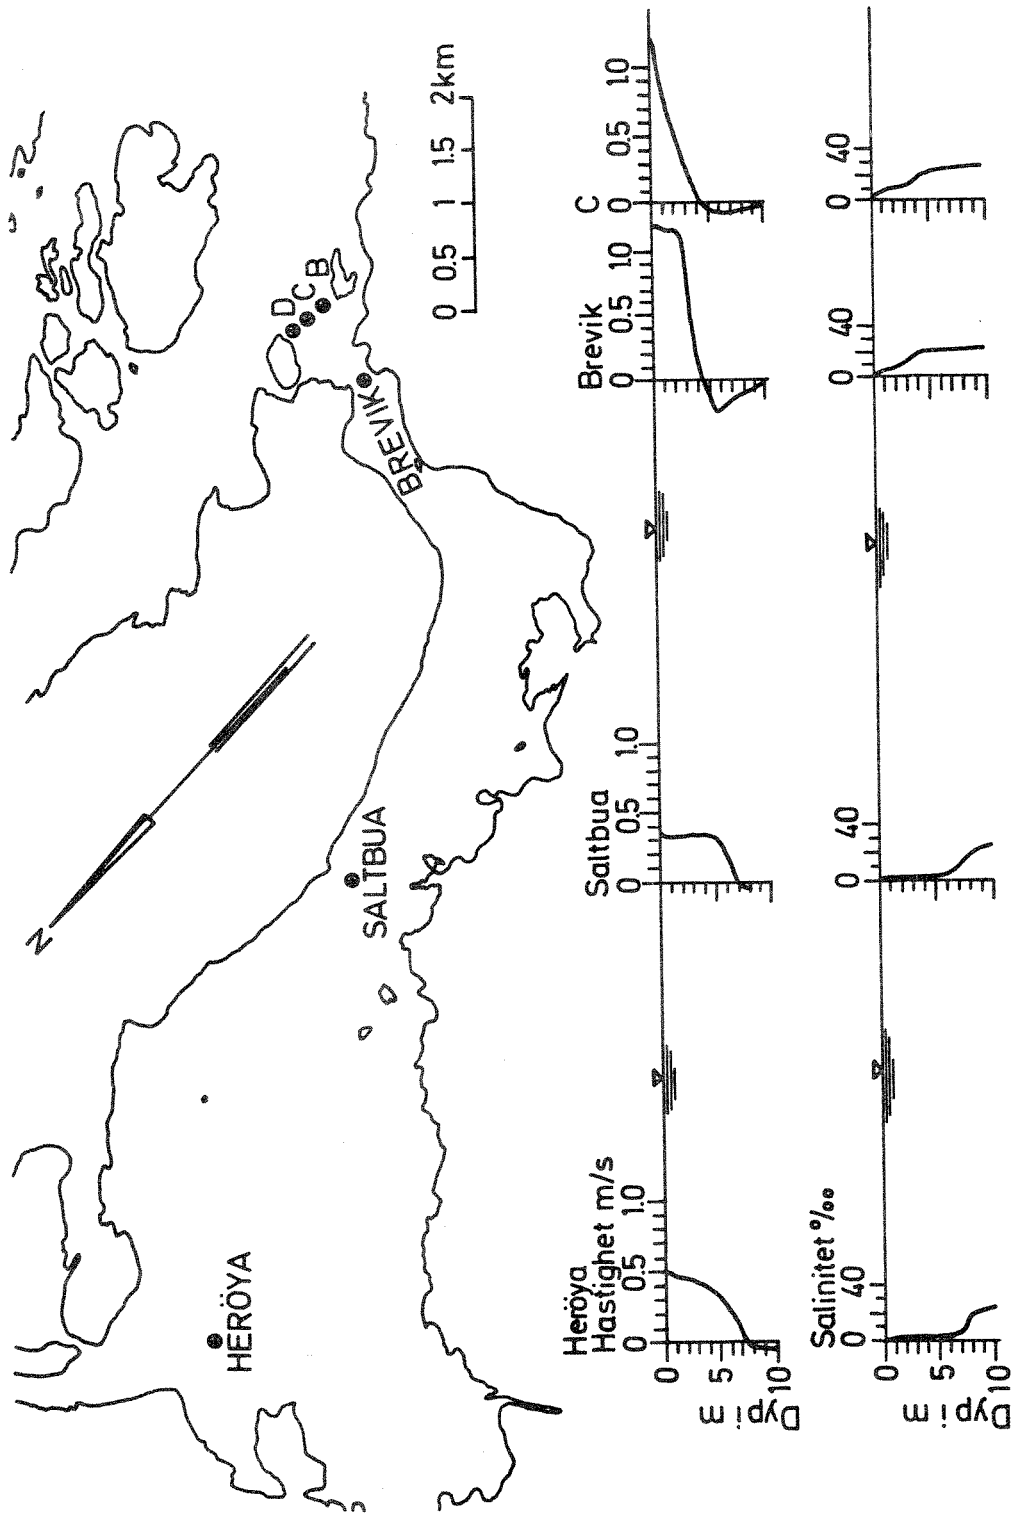 N
HERÖYA
SALTBUA
BREVIK
D
C
B
0 0.5 1 1.5 2km
Heröya
Hastighet m/s
0 0.5 1.0
Saltbua
0 0.5 1.0
Brevik
0 0.5 1.0
C
0 0.5 1.0
0
5
10
Dyp i m
Salinitet ‰
0 40
0 40
0 40
0 40
0
5
10
Dyp i m